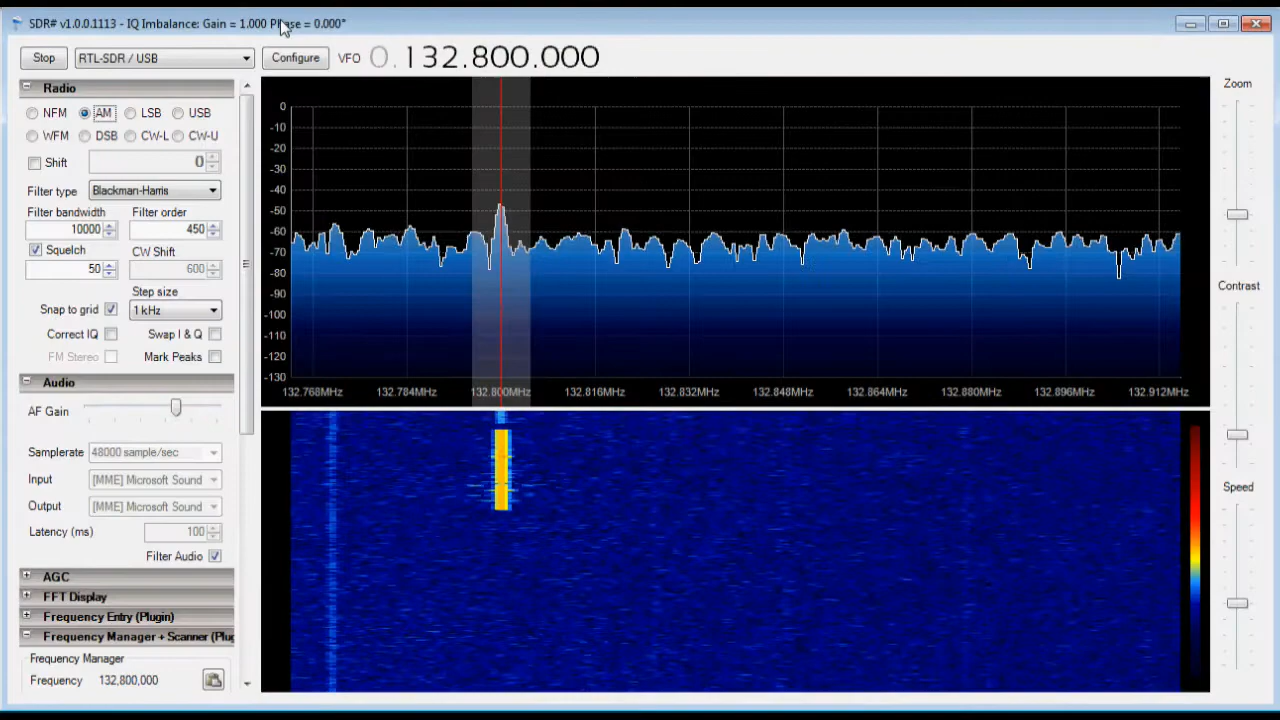 SDR# v1.0.0.1113 - IQ Imbalance: Gain = 1.000 Phase = 0.000°
Stop RTL-SDR / USB Configure VFO 0.132.800.000
Radio
NFM AM LSB USB
WFM DSB CW-L CW-U
Shift 0
Filter type Blackman-Harris
Filter bandwidth Filter order
10000 450
Squelch CW Shift
50 600
Step size
Snap to grid 1 kHz
Correct IQ Swap I & Q
FM Stereo Mark Peaks
Audio
AF Gain
Samplerate 48000 sample/sec
Input [MME] Microsoft Sound
Output [MME] Microsoft Sound
Latency (ms) 100
Filter Audio
AGC
FFT Display
Frequency Entry (Plugin)
Frequency Manager + Scanner (Plug
Frequency Manager
Frequency 132,800,000
0
-10
-20
-30
-40
-50
-60
-70
-80
-90
-100
-110
-120
-130
132.768MHz 132.784MHz 132.800MHz 132.816MHz 132.832MHz 132.848MHz 132.864MHz 132.880MHz 132.896MHz 132.912MHz
Zoom
Contrast
Speed